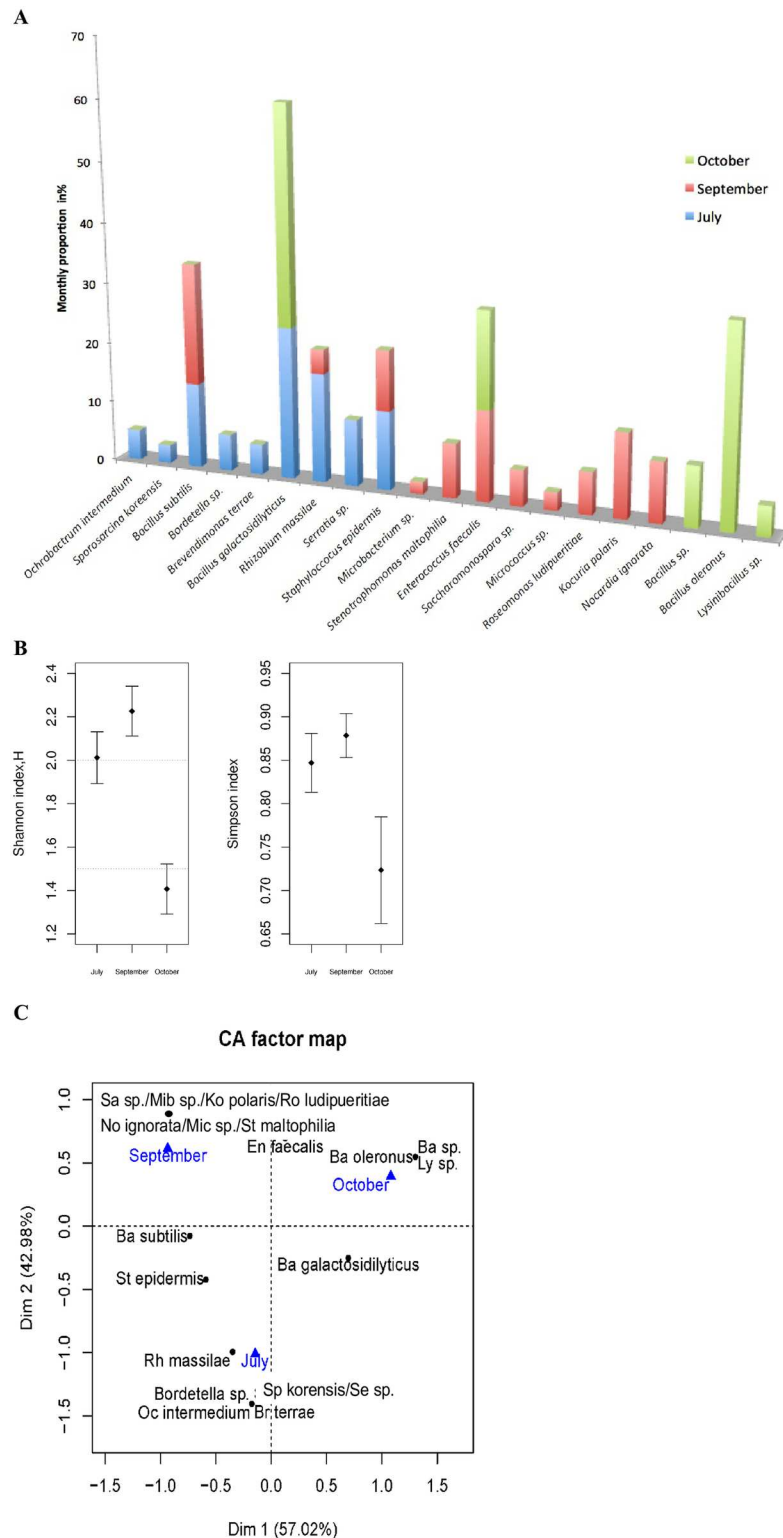 A
70
60
50
40
30
20
10
0
Monthly proportion in%
October
September
July
Ochrobactrum intermedium
Sporosarcina koreensis
Bacillus subtilis
Bordetella sp.
Brevendimonas terrae
Bacillus galactosidilyticus
Rhizobium massilae
Serratia sp.
Staphyloccocus epidermis
Microbacterium sp.
Stenotrophomonas maltophilia
Enterococcus faecalis
Saccharomonospara sp.
Micrococcus sp.
Roseomonas ludipueritiae
Kocuria polaris
Nocardia ignorata
Bacillus sp.
Bacillus oleronus
Lysinibacillus sp.
B
Shannon index,H
2.4
2.2
2.0
1.8
1.6
1.4
1.2
July September October
Simpson index
0.95
0.90
0.85
0.80
0.75
0.70
0.65
July September October
C
CA factor map
Dim 2 (42.98%)
1.0
0.5
0.0
−0.5
−1.0
−1.5
Sa sp./Mib sp./Ko polaris/Ro ludipueritiae
No ignorata/Mic sp./St maltophilia
September
En faecalis
Ba oleronus
Ba sp.
Ly sp.
October
Ba subtilis
Ba galactosidilyticus
St epidermis
Rh massilae
July
Bordetella sp.
Sp korensis/Se sp.
Oc intermedium Br terrae
−1.5 −1.0 −0.5 0.0 0.5 1.0 1.5
Dim 1 (57.02%)